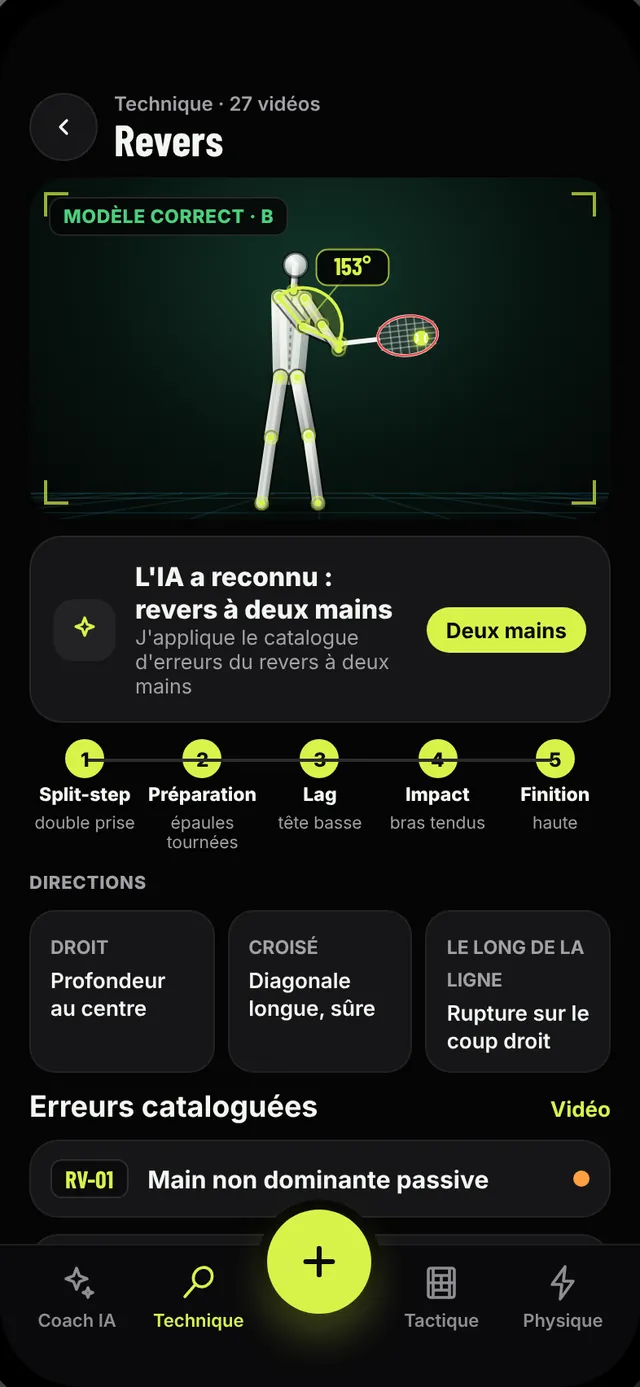 Technique · 27 vidéos
Revers
MODÈLE CORRECT · B
153°
L'IA a reconnu :
revers à deux mains
J'applique le catalogue
d'erreurs du revers à deux
mains
Deux mains
1 2 3 4 5
Split-step Préparation Lag Impact Finition
double prise épaules tête basse bras tendus haute
tournées
DIRECTIONS
DROIT
Profondeur
au centre
CROISÉ
Diagonale
longue, sûre
LE LONG DE LA
LIGNE
Rupture sur le
coup droit
Erreurs cataloguées Vidéo
RV-01 Main non dominante passive
Coach IA Technique Tactique Physique